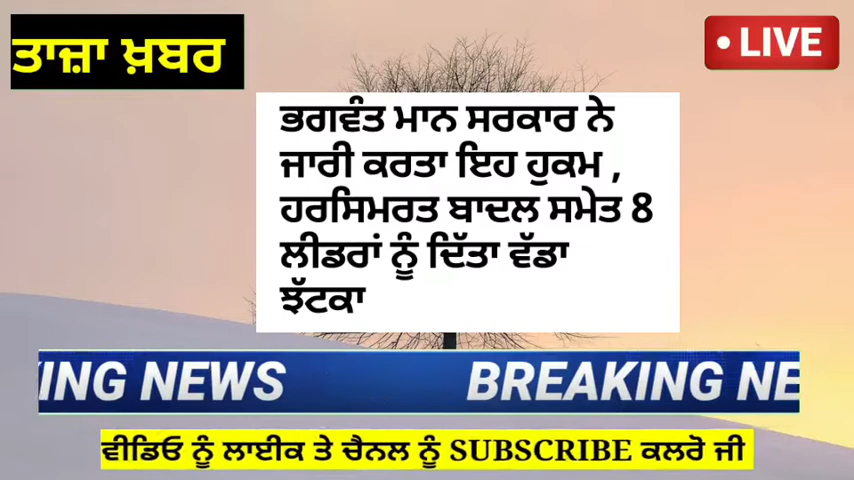 ਤਾਜ਼ਾ ਖ਼ਬਰ
LIVE
ਭਗਵੰਤ ਮਾਨ ਸਰਕਾਰ ਨੇ
ਜਾਰੀ ਕਰਤਾ ਇਹ ਹੁਕਮ ,
ਹਰਸਿਮਰਤ ਬਾਦਲ ਸਮੇਤ 8
ਲੀਡਰਾਂ ਨੂੰ ਦਿੱਤਾ ਵੱਡਾ
ਝੱਟਕਾ
KING NEWS BREAKING NE
ਵੀਡਿਓ ਨੂੰ ਲਾਈਕ ਤੇ ਚੈਨਲ ਨੂੰ SUBSCRIBE ਕਲਰੋ ਜੀ